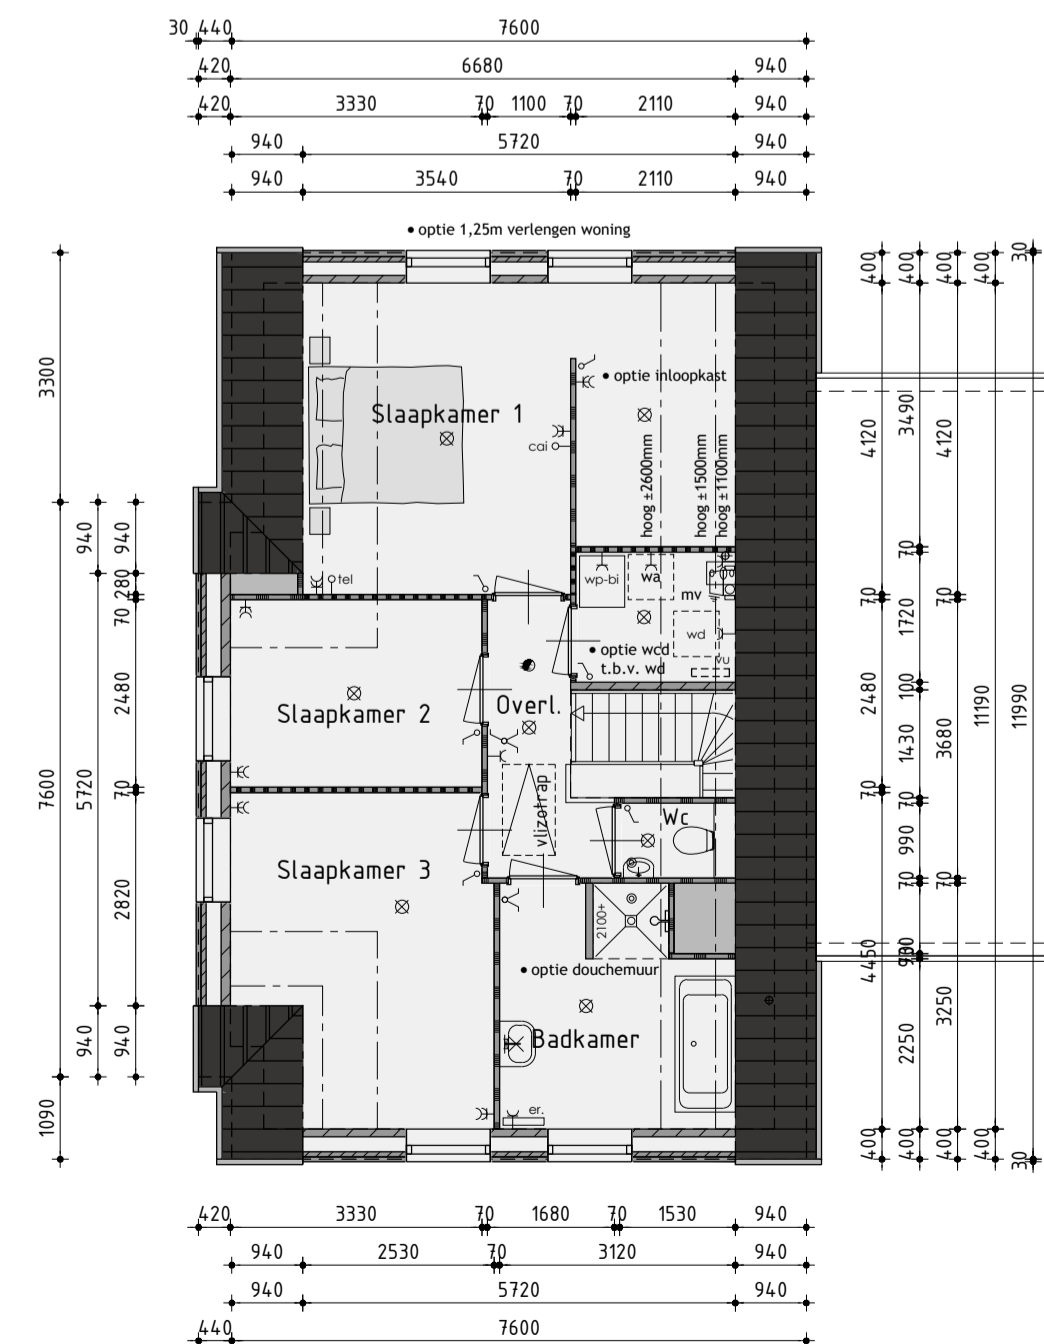 30 440 7600
420 6680 940
420 3330 70 1100 70 2110 940
940 5720 940
940 3540 70 2110 940
• optie 1,25m verlengen woning
3300
1090
7600
940
5720
940
940
280
70
2480
70
2820
940
Slaapkamer 1
• optie inloopkast
cai
hoog ±2600mm
hoog ±1500mm
hoog ±1100mm
tel
wp-bi
wa
mv
wd
vu
• optie wcd
t.b.v. wd
Slaapkamer 2
Overl.
vlizotrap
Wc
Slaapkamer 3
2100+
• optie douchemuur
Badkamer
er.
400
4120
70
2480
70
4450
400
400
3490
70
1720
100
1430
70
990
70
2250
400
400
4120
70
3680
70
3250
400
400
11190
400
30
11990
30
420 3330 70 1680 70 1530 940
940 2530 70 3120 940
940 5720 940
440 7600